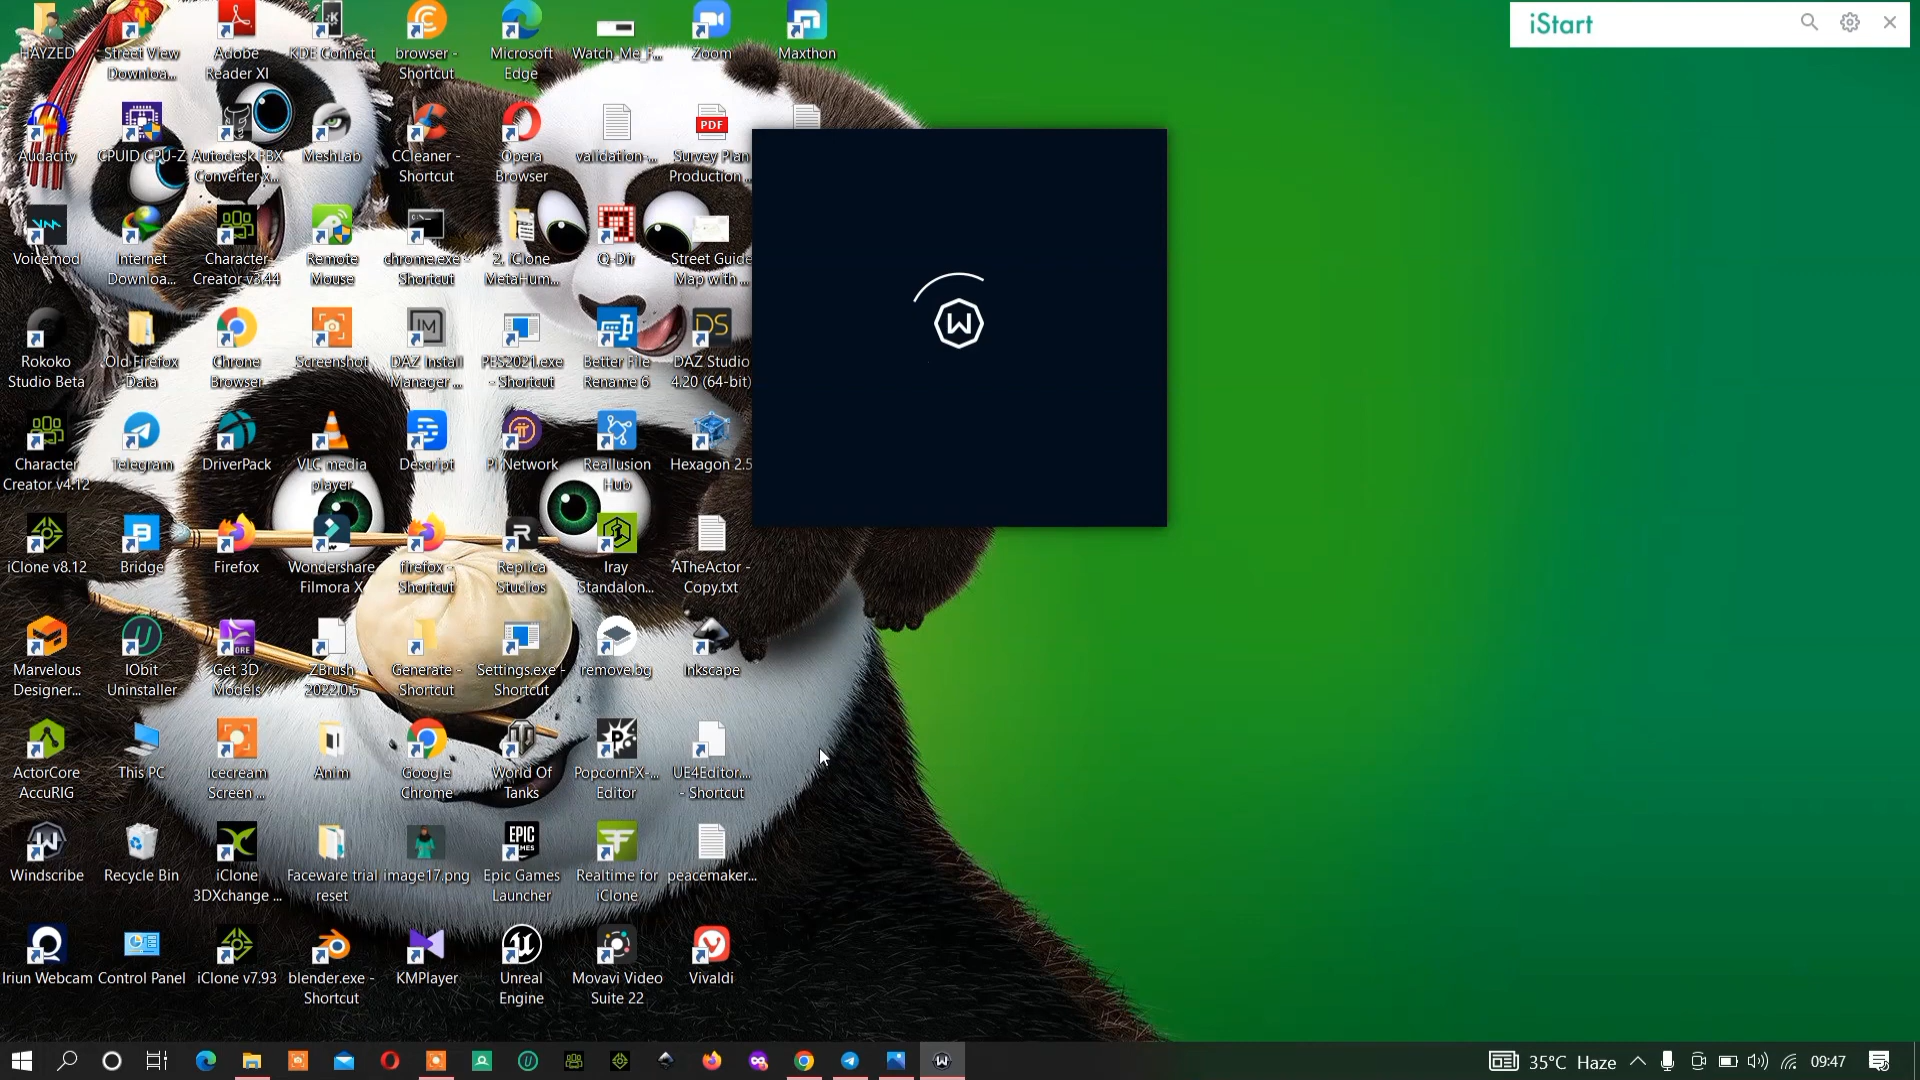 HAYZED
Street View
Downloa...
Adobe
Reader XI
KDE Connect
browser -
Shortcut
Microsoft
Edge
Watch_Me_F...
Zoom
Maxthon
iStart
Audacity
CPUID CPU-Z
Autodesk FBX
Converter x...
MeshLab
CCleaner -
Shortcut
Opera
Browser
validation-...
PDF
Survey Plan
Production ...
Voicemod
Internet
Downloa...
Character
Creator v3.44
Remote
Mouse
chrome.exe -
Shortcut
2. iClone
MetaHum...
Q-Dir
Street Guide
Map with ...
Rokoko
Studio Beta
Old Firefox
Data
Chrome
Browser
Screenshot
IM
DAZ Install
Manager ...
PES2021.exe
- Shortcut
Better File
Rename 6
DS
DAZ Studio
4.20 (64-bit)
W
Character
Creator v4.12
Telegram
DriverPack
VLC media
player
Descript
Pi Network
Reallusion
Hub
Hexagon 2.5
iClone v8.12
Bridge
Firefox
Wondershare
Filmora X
firefox -
Shortcut
Replica
Studios
Iray
Standalon...
ATheActor -
Copy.txt
Marvelous
Designer...
IObit
Uninstaller
Get 3D
Models
ZBrush
2022.0.5
Generate -
Shortcut
Settings.exe -
Shortcut
remove.bg
Inkscape
ActorCore
AccuRIG
This PC
Icecream
Screen ...
Anim
Google
Chrome
World Of
Tanks
PopcornFX-...
Editor
UE4Editor....
- Shortcut
Windscribe
Recycle Bin
iClone
3DXchange ...
Faceware trial
reset
image17.png
EPIC
GAMES
Epic Games
Launcher
Realtime for
iClone
peacemaker...
Iriun Webcam
Control Panel
iClone v7.93
blender.exe -
Shortcut
KMPlayer
Unreal
Engine
Movavi Video
Suite 22
Vivaldi
35°C Haze
09:47